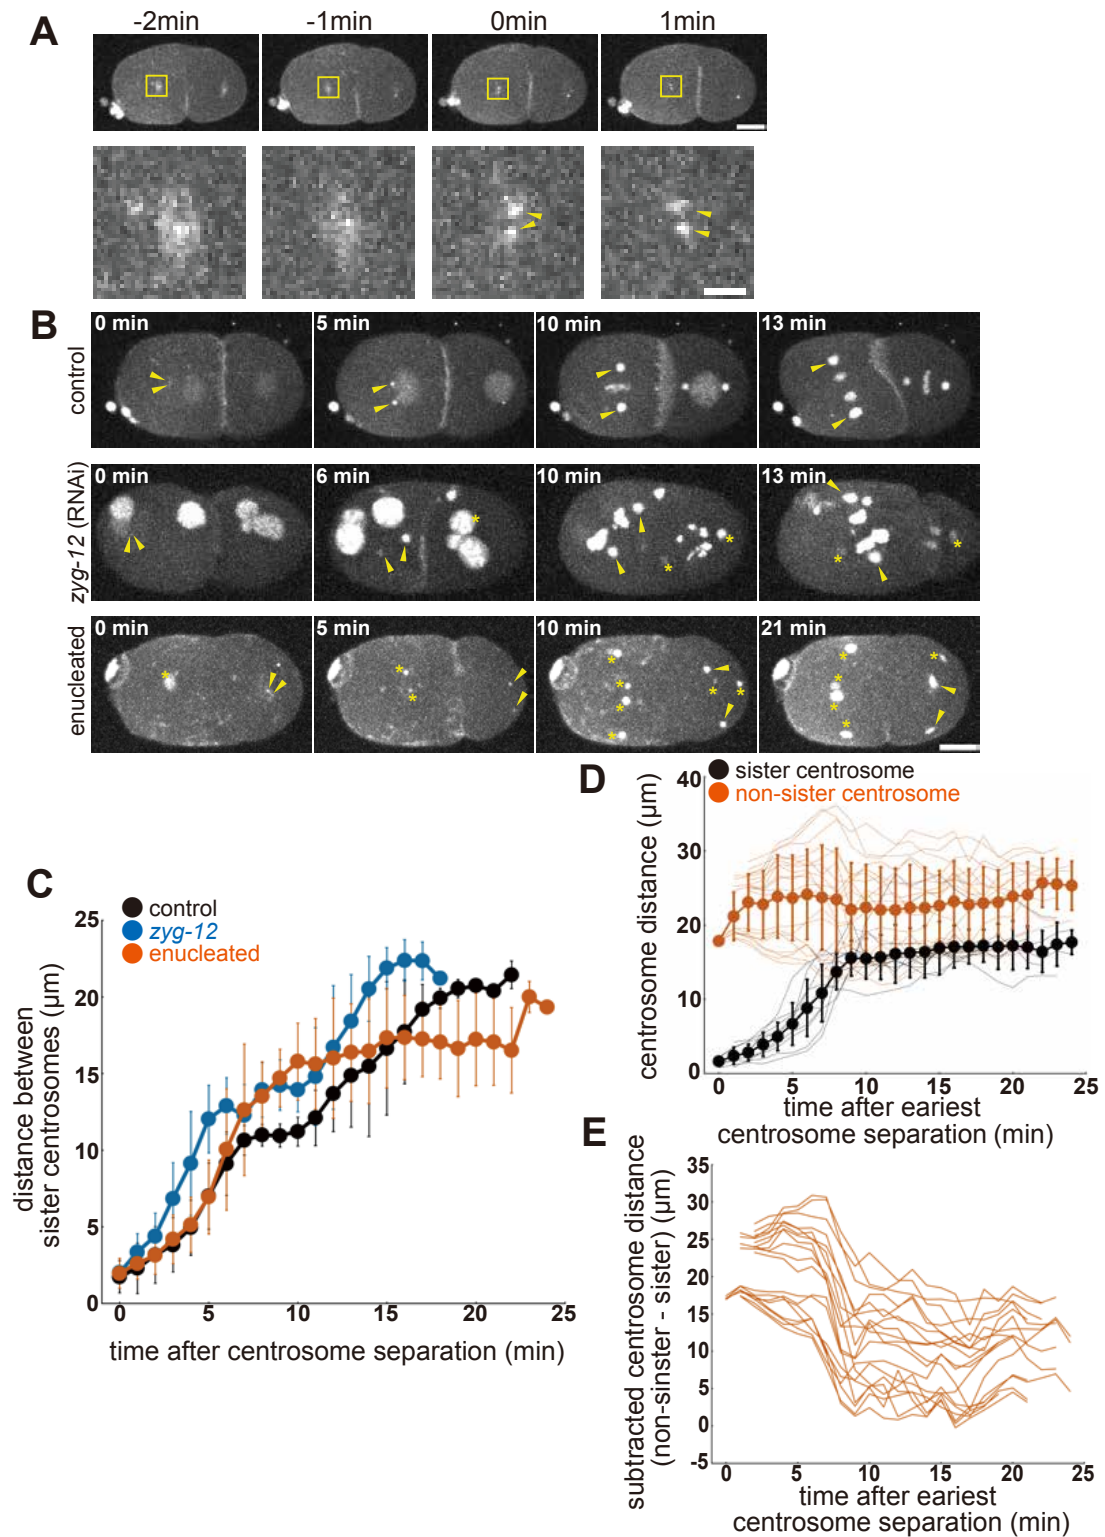 A
-2min -1min 0min 1min
B
control
0 min 5 min 10 min 13 min
zyg-12 (RNAi)
0 min 6 min 10 min 13 min
* * * * *
enucleated
0 min 5 min 10 min 21 min
* * * * * * * * * * * * *
C
control
zyg-12
enucleated
distance between
sister centrosomes (µm)
25
20
15
10
5
0
0 5 10 15 20 25
time after centrosome separation (min)
D
sister centrosome
non-sister centrosome
centrosome distance (µm)
40
30
20
10
0
0 5 10 15 20 25
time after eariest
centrosome separation (min)
E
subtracted centrosome distance
(non-sinster - sister) (µm)
35
30
25
20
15
10
5
0
-5
0 5 10 15 20 25
time after eariest
centrosome separation (min)